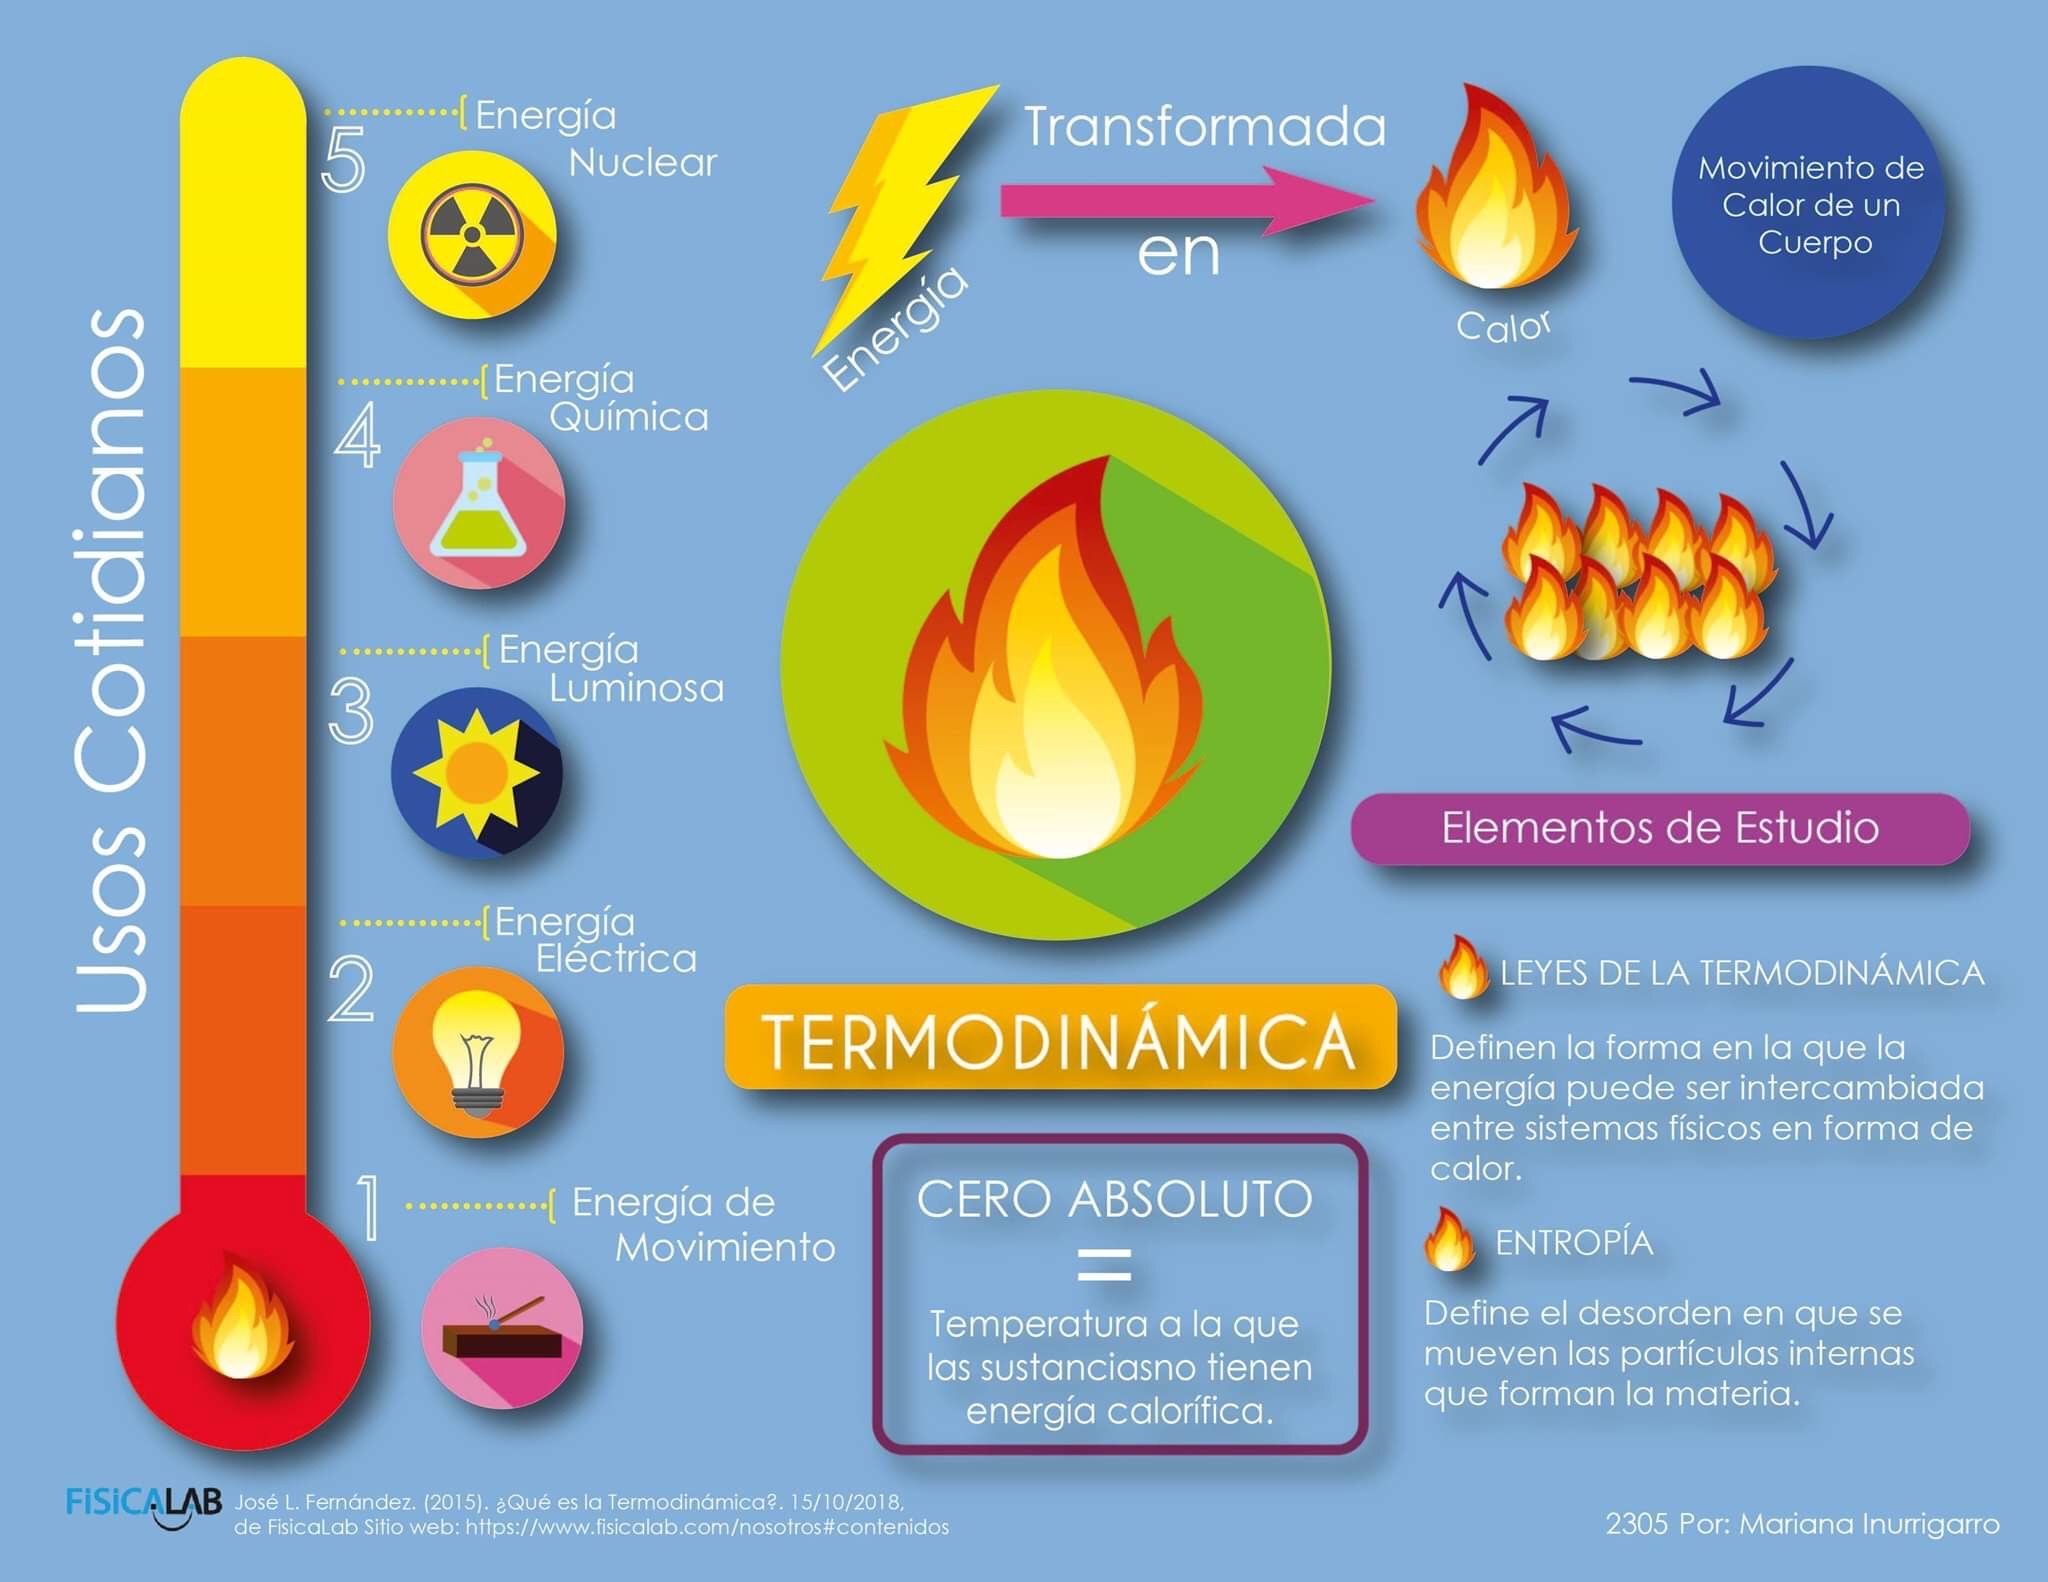 Usos Cotidianos
5
Energía
Nuclear
4
Energía
Química
3
Energía
Luminosa
2
Energía
Eléctrica
1
Energía de
Movimiento
Energía
Transformada
en
Calor
Movimiento de
Calor de un
Cuerpo
TERMODINÁMICA
CERO ABSOLUTO
=
Temperatura a la que
las sustanciasno tienen
energía calorífica.
Elementos de Estudio
LEYES DE LA TERMODINÁMICA
Definen la forma en la que la
energía puede ser intercambiada
entre sistemas físicos en forma de
calor.
ENTROPÍA
Define el desorden en que se
mueven las partículas internas
que forman la materia.
FiSiCALAB
José L. Fernández. (2015). ¿Qué es la Termodinámica?. 15/10/2018,
de FisicaLab Sitio web: https://www.fisicalab.com/nosotros#contenidos
2305 Por: Mariana Inurrigarro